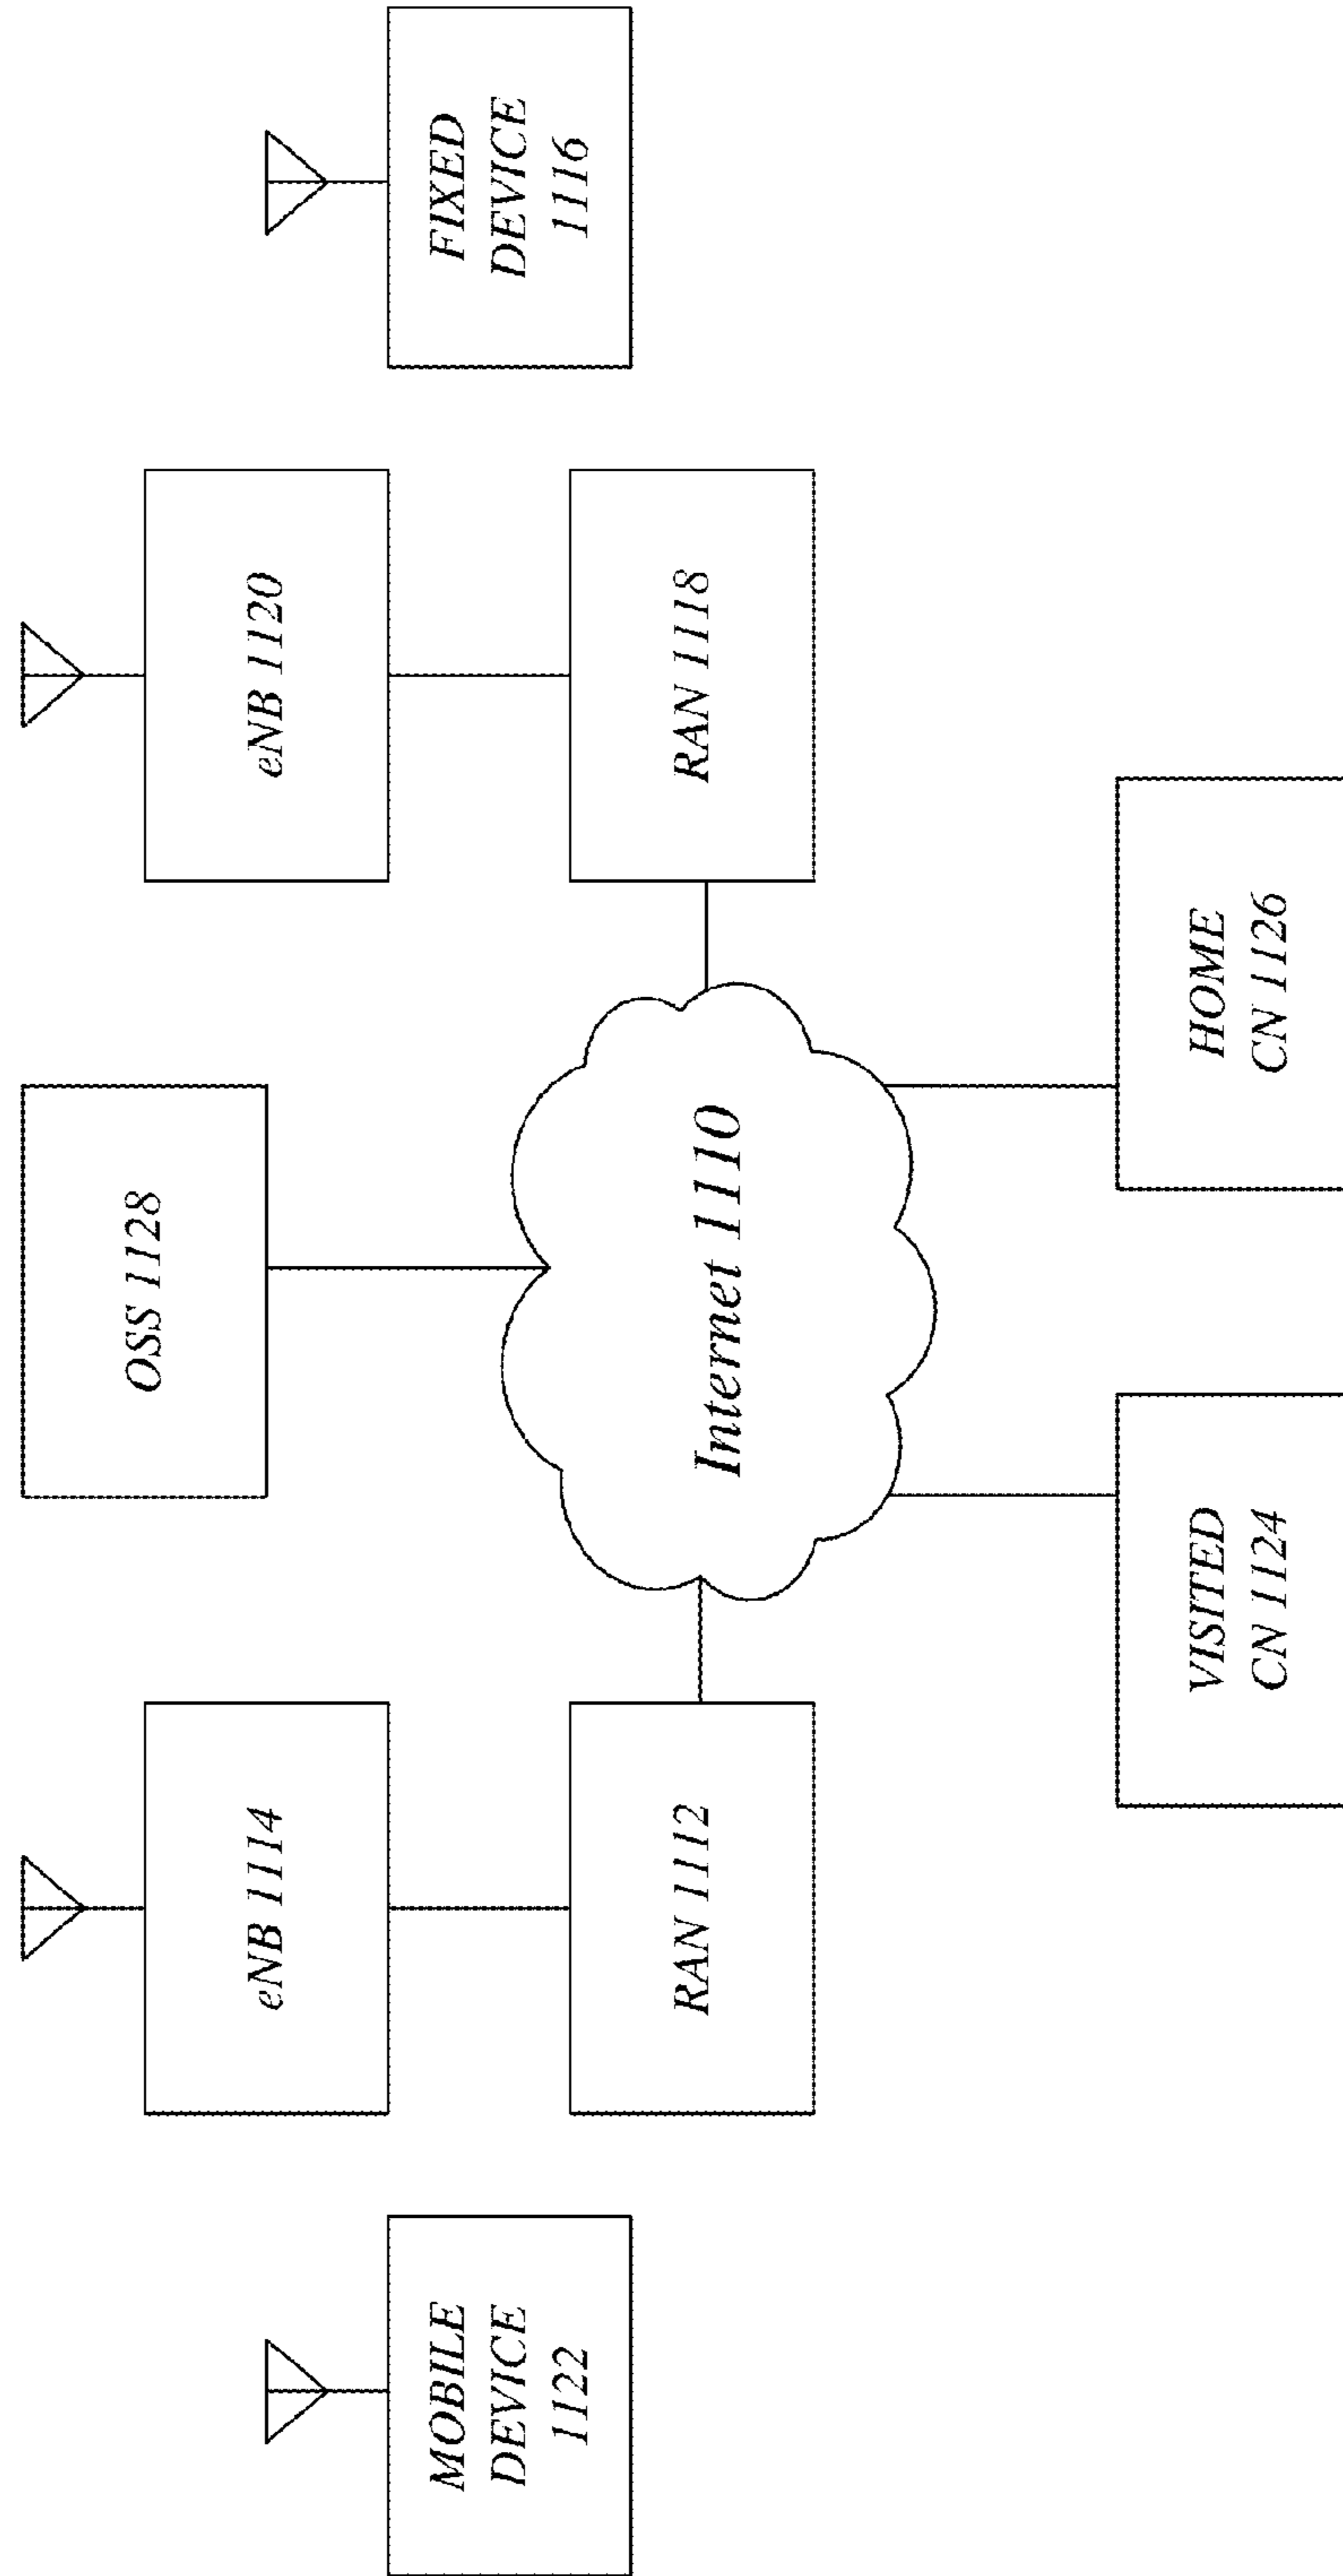 OSS 1128
eNB 1114
eNB 1120
MOBILE
DEVICE
1122
FIXED
DEVICE
1116
RAN 1112
Internet 1110
RAN 1118
VISITED
CN 1124
HOME
CN 1126